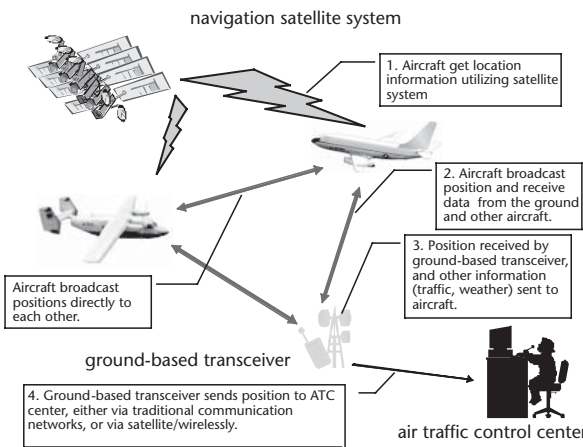 navigation satellite system
1. Aircraft get location
information utilizing satellite
system
2. Aircraft broadcast
position and receive
data from the ground
and other aircraft.
3. Position received by
ground-based transceiver,
and other information
(traffic, weather) sent to
aircraft.
Aircraft broadcast
positions directly to
each other.
ground-based transceiver
4. Ground-based transceiver sends position to ATC
center, either via traditional communication
networks, or via satellite/wirelessly.
air traffic control center